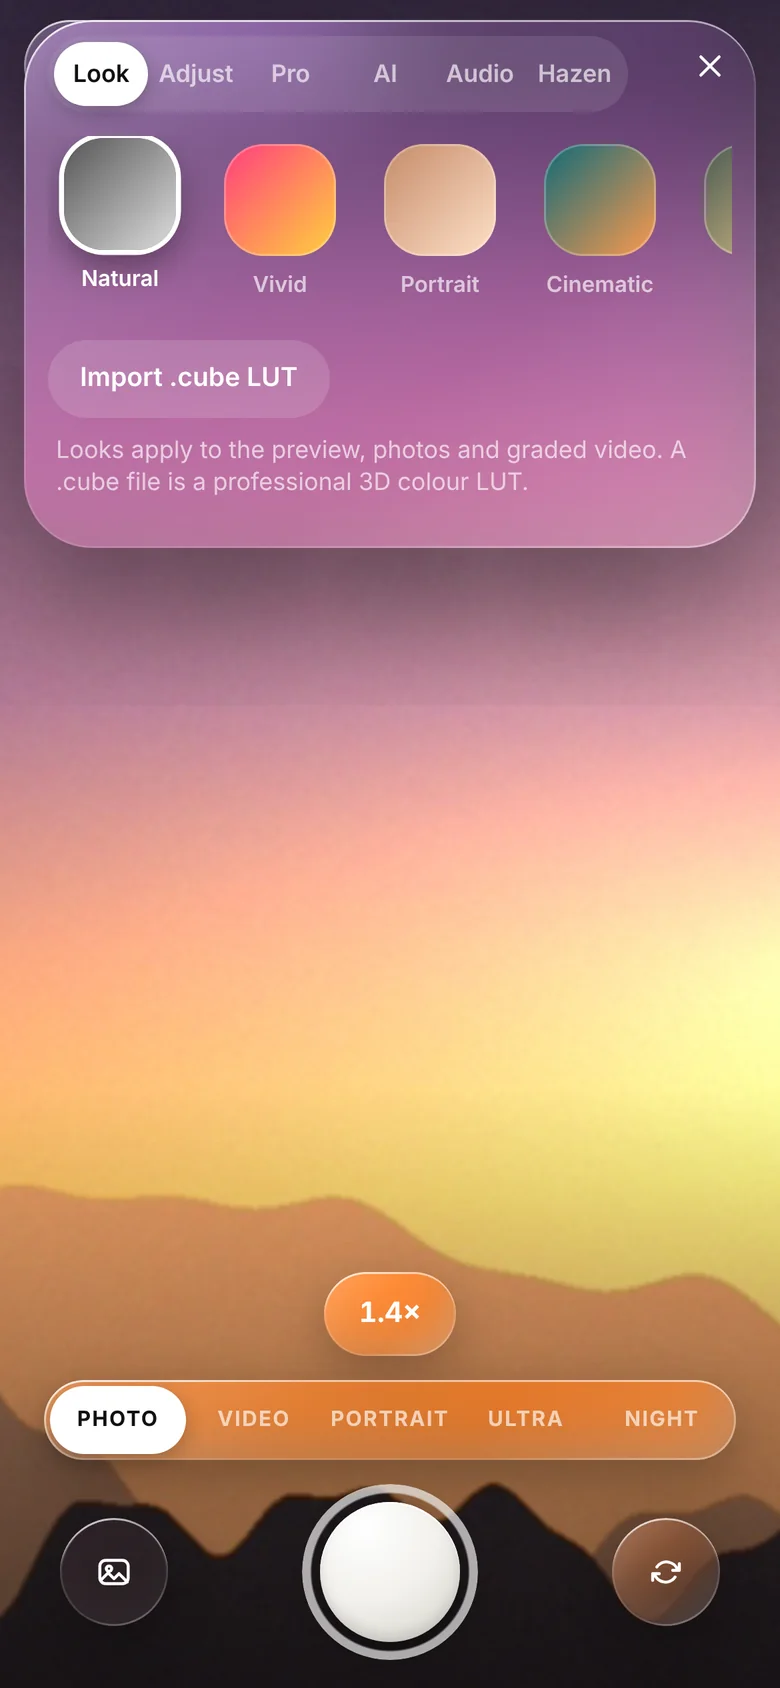 Look Adjust Pro AI Audio Hazen
Natural Vivid Portrait Cinematic
Import .cube LUT
Looks apply to the preview, photos and graded video. A
.cube file is a professional 3D colour LUT.
1.4×
PHOTO VIDEO PORTRAIT ULTRA NIGHT